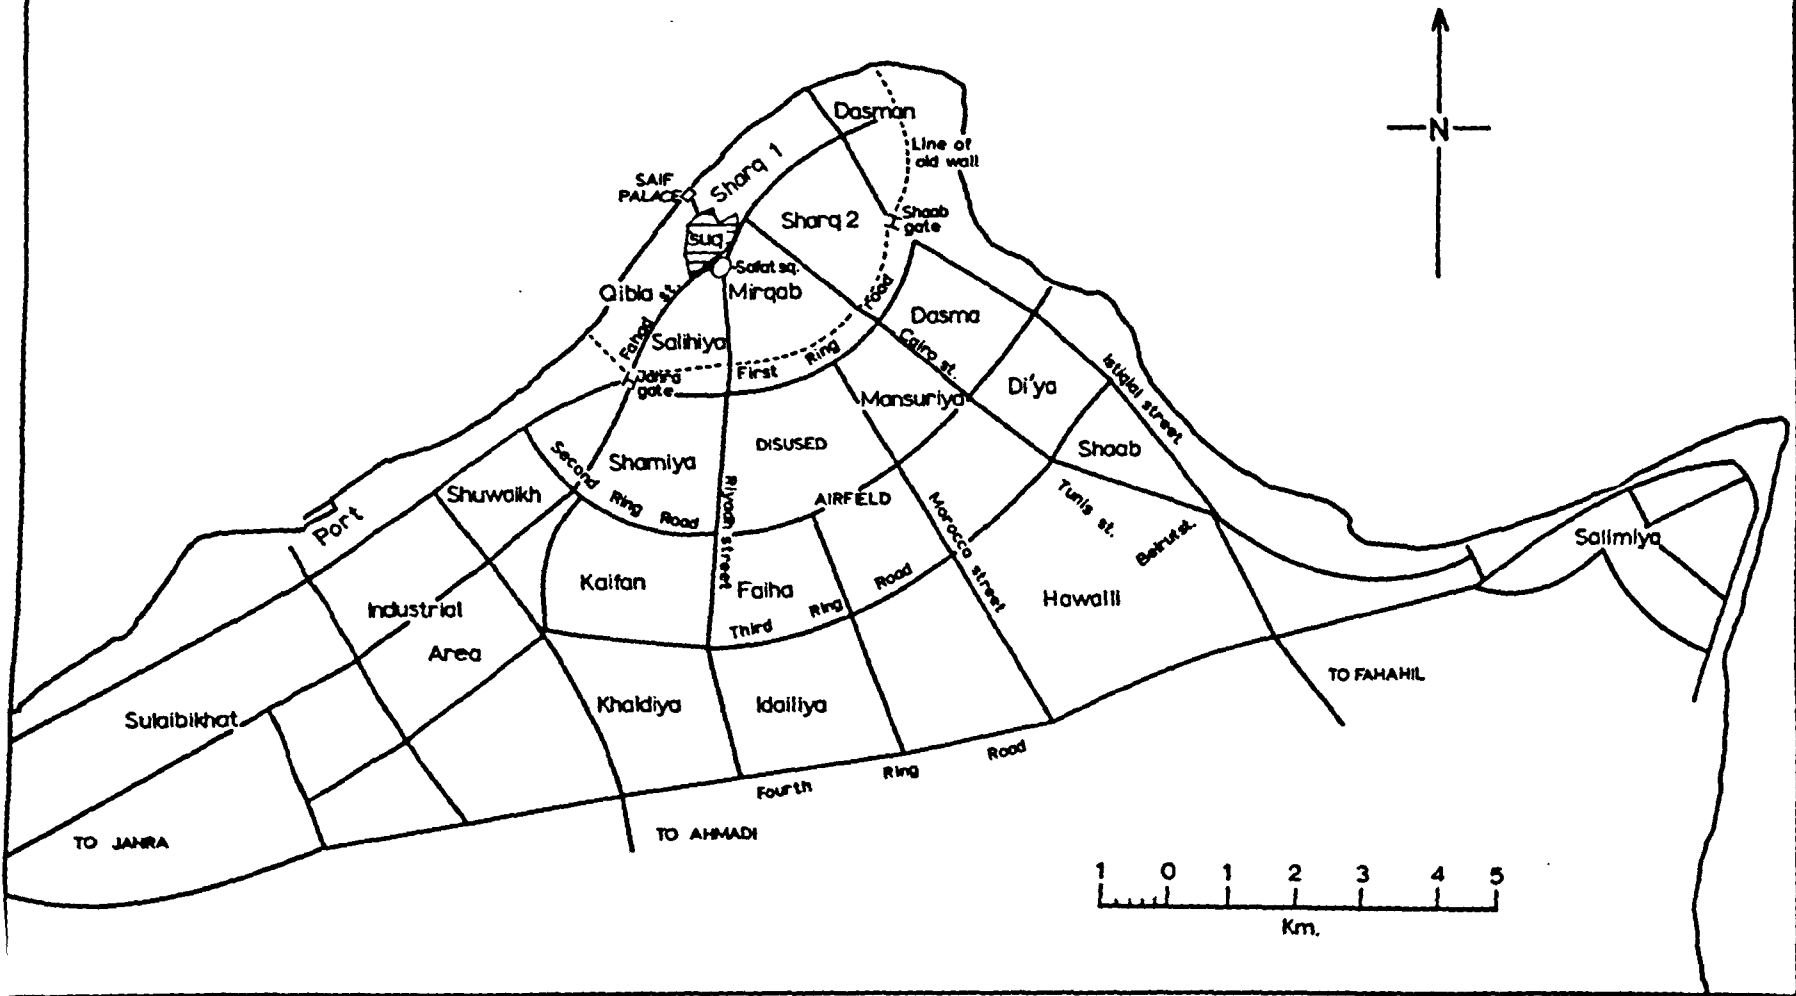 N
Dasman
Line of
old wall
Sharq 1
SAIF
PALACE
Sharq 2
Shaab
gate
suq
Safat sq.
Qibla
Mirqab
Fahad st.
Salihiya
First Ring road
Jahra
gate
Dasma
Cairo st.
Di'ya
Istiqlal street
Mansuriya
DISUSED
AIRFIELD
Shamiya
Shaab
Second Ring Road
Shuwaikh
Port
Riyadh street
Morocco street
Tunis st.
Beirut st.
Salimiya
Kaifan
Faiha
Third Ring Road
Hawalli
Industrial
Area
Khaldiya
Idailiya
Sulaibikhat
TO FAHAHIL
Fourth Ring Road
TO JAHRA
TO AHMADI
1 0 1 2 3 4 5
Km.